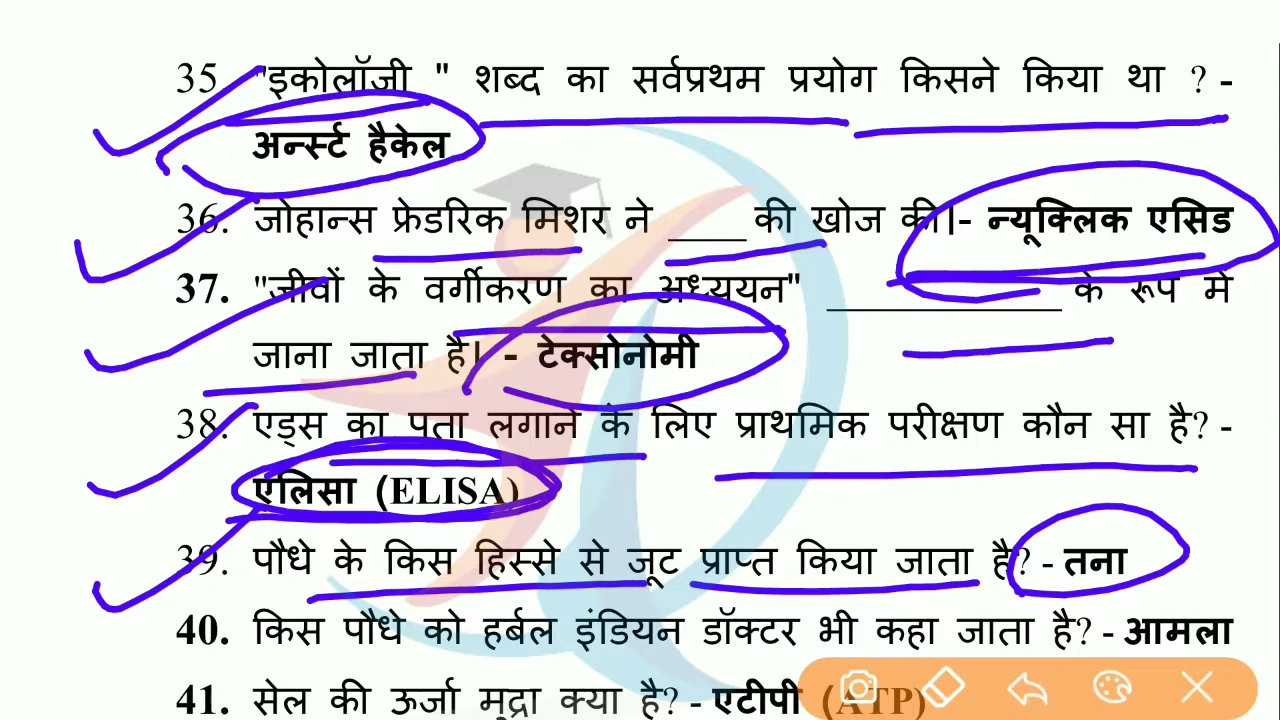 35. "इकोलॉजी " शब्द का सर्वप्रथम प्रयोग किसने किया था ? -
अर्न्स्ट हैकेल
36. जोहान्स फ्रेडरिक मिशर ने ____ की खोज की।- न्यूक्लिक एसिड
37. "जीवों के वर्गीकरण का अध्ययन" ______________ के रूप में
जाना जाता है। - टेक्सोनोमी
38. एड्स का पता लगाने के लिए प्राथमिक परीक्षण कौन सा है? -
एलिसा (ELISA)
39. पौधे के किस हिस्से से जूट प्राप्त किया जाता है? - तना
40. किस पौधे को हर्बल इंडियन डॉक्टर भी कहा जाता है? - आमला
41. सेल की ऊर्जा मुद्रा क्या है? - एटीपी (ATP)